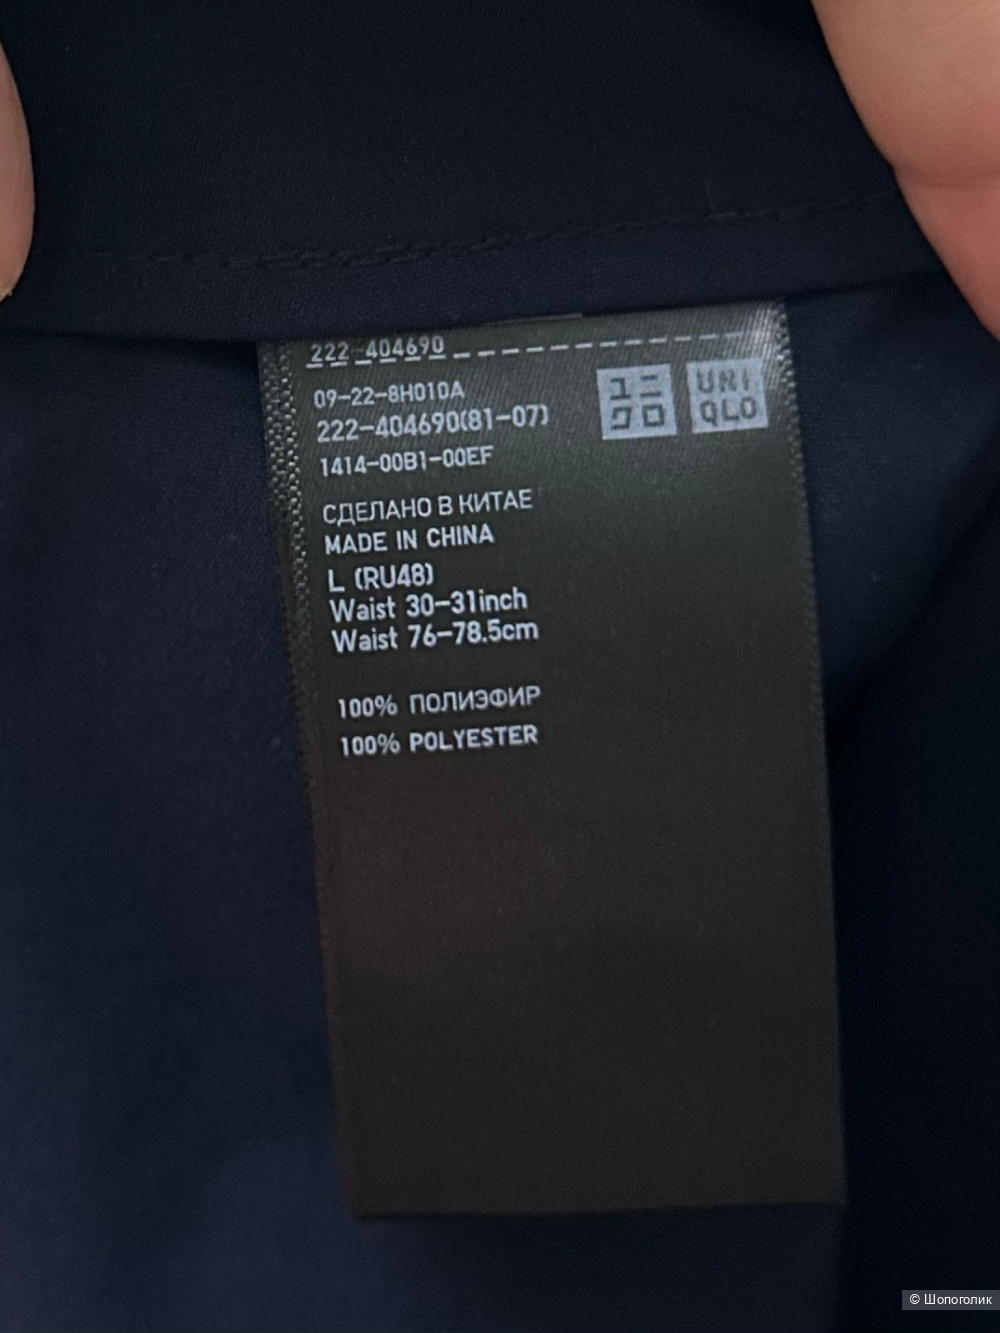 222-404690
09-22-8H010A
222-404690(81-07)
1414-00B1-00EF
ユニ
クロ
UNI
QLO
СДЕЛАНО В КИТАЕ
MADE IN CHINA
L (RU48)
Waist 30-31inch
Waist 76-78.5cm
100% ПОЛИЭФИР
100% POLYESTER
© Шопоголик